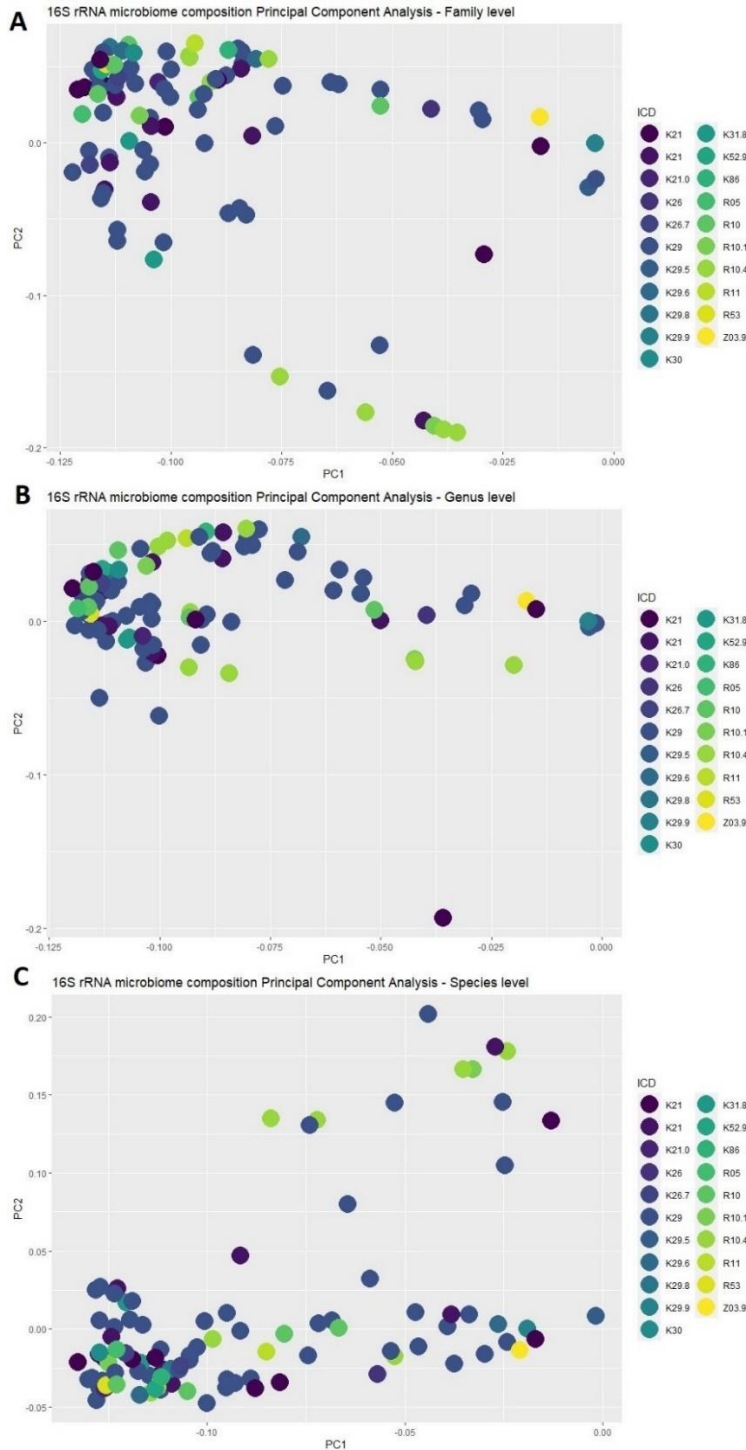 A
16S rRNA microbiome composition Principal Component Analysis - Family level
0.0
-0.1
-0.2
PC2
-0.125
-0.100
-0.075
-0.050
-0.025
0.000
PC1
ICD
K21
K21
K21.0
K26
K26.7
K29
K29.5
K29.6
K29.8
K29.9
K30
K31.8
K52.9
K86
R05
R10
R10.1
R10.4
R11
R53
Z03.9
B
16S rRNA microbiome composition Principal Component Analysis - Genus level
0.0
-0.1
-0.2
PC2
-0.125
-0.100
-0.075
-0.050
-0.025
0.000
PC1
ICD
K21
K21
K21.0
K26
K26.7
K29
K29.5
K29.6
K29.8
K29.9
K30
K31.8
K52.9
K86
R05
R10
R10.1
R10.4
R11
R53
Z03.9
C
16S rRNA microbiome composition Principal Component Analysis - Species level
0.20
0.15
0.10
0.05
0.00
-0.05
PC2
-0.10
-0.05
0.00
PC1
ICD
K21
K21
K21.0
K26
K26.7
K29
K29.5
K29.6
K29.8
K29.9
K30
K31.8
K52.9
K86
R05
R10
R10.1
R10.4
R11
R53
Z03.9